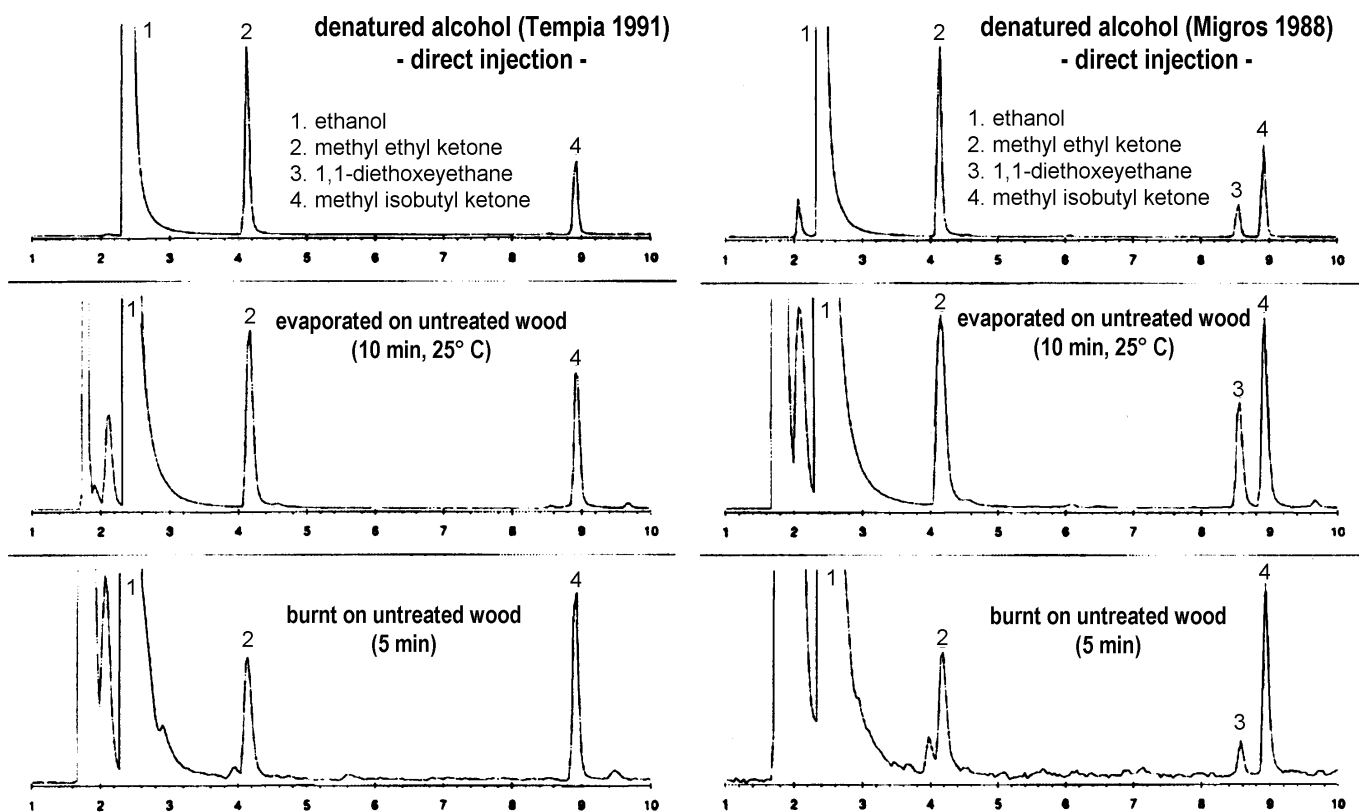 denatured alcohol (Tempia 1991)
- direct injection -
1
2
4
1. ethanol
2. methyl ethyl ketone
3. 1,1-diethoxeyethane
4. methyl isobutyl ketone
1 2 3 4 5 6 7 8 9 10
denatured alcohol (Migros 1988)
- direct injection -
1
2
3
4
1. ethanol
2. methyl ethyl ketone
3. 1,1-diethoxeyethane
4. methyl isobutyl ketone
1 2 3 4 5 6 7 8 9 10
evaporated on untreated wood
(10 min, 25° C)
1
2
4
1 2 3 4 5 6 7 8 9 10
evaporated on untreated wood
(10 min, 25° C)
1
2
3
4
1 2 3 4 5 6 7 8 9 10
burnt on untreated wood
(5 min)
1
2
4
1 2 3 4 5 6 7 8 9 10
burnt on untreated wood
(5 min)
1
2
3
4
1 2 3 4 5 6 7 8 9 10